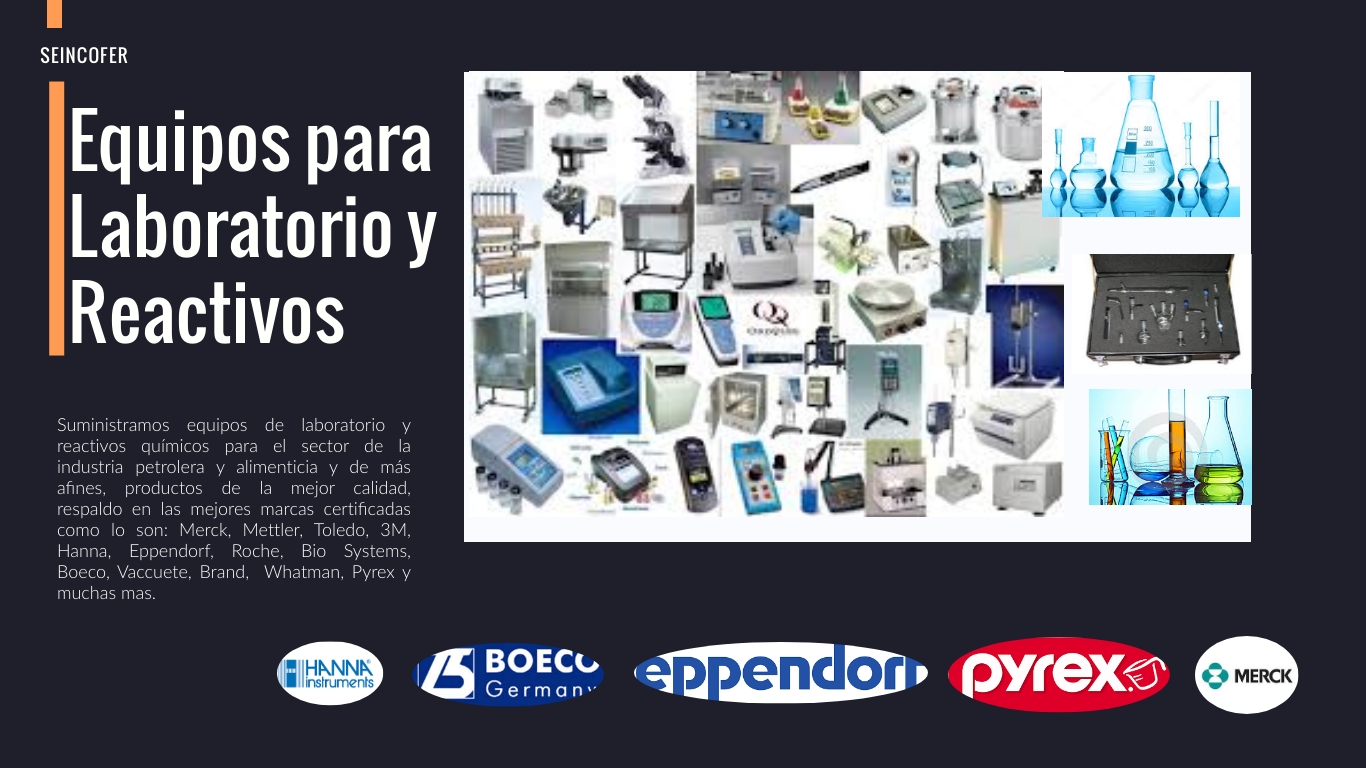 SEINCOFER
Equipos para
Laboratorio y
Reactivos
Suministramos equipos de laboratorio y
reactivos químicos para el sector de la
industria petrolera y alimenticia y de más
afines, productos de la mejor calidad,
respaldo en las mejores marcas certificadas
como lo son: Merck, Mettler, Toledo, 3M,
Hanna, Eppendorf, Roche, Bio Systems,
Boeco, Vaccuete, Brand, Whatman, Pyrex y
muchas mas.
HANNA
instruments
BOECO
Germany
eppendorf
pyrex
MERCK